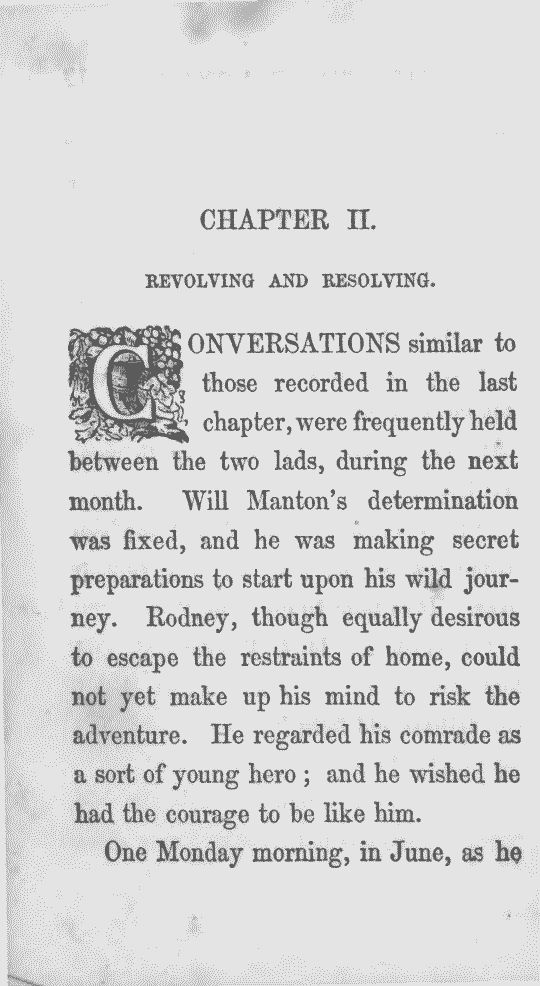 CHAPTER II.
REVOLVING AND RESOLVING.
CONVERSATIONS similar to
those recorded in the last
chapter, were frequently held
between the two lads, during the next
month. Will Manton's determination
was fixed, and he was making secret
preparations to start upon his wild jour-
ney. Rodney, though equally desirous
to escape the restraints of home, could
not yet make up his mind to risk the
adventure. He regarded his comrade as
a sort of young hero ; and he wished he
had the courage to be like him.
One Monday morning, in June, as he